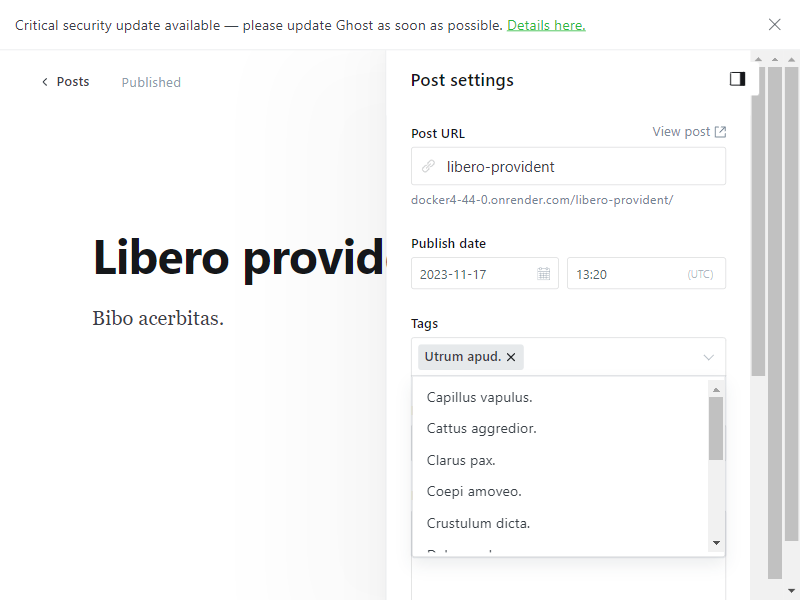 Critical security update available — please update Ghost as soon as possible. Details here.
Posts
Published
Post settings
Libero
Bibo acerbitas.
Post URL
View post
libero-provident
docker4-44-0.onrender.com/libero-provident/
Publish date
2023-11-17
13:20
(UTC)
Tags
Utrum apud.
Capillus vapulus.
Cattus aggredior.
Clarus pax.
Coepi amoveo.
Crustulum dicta.